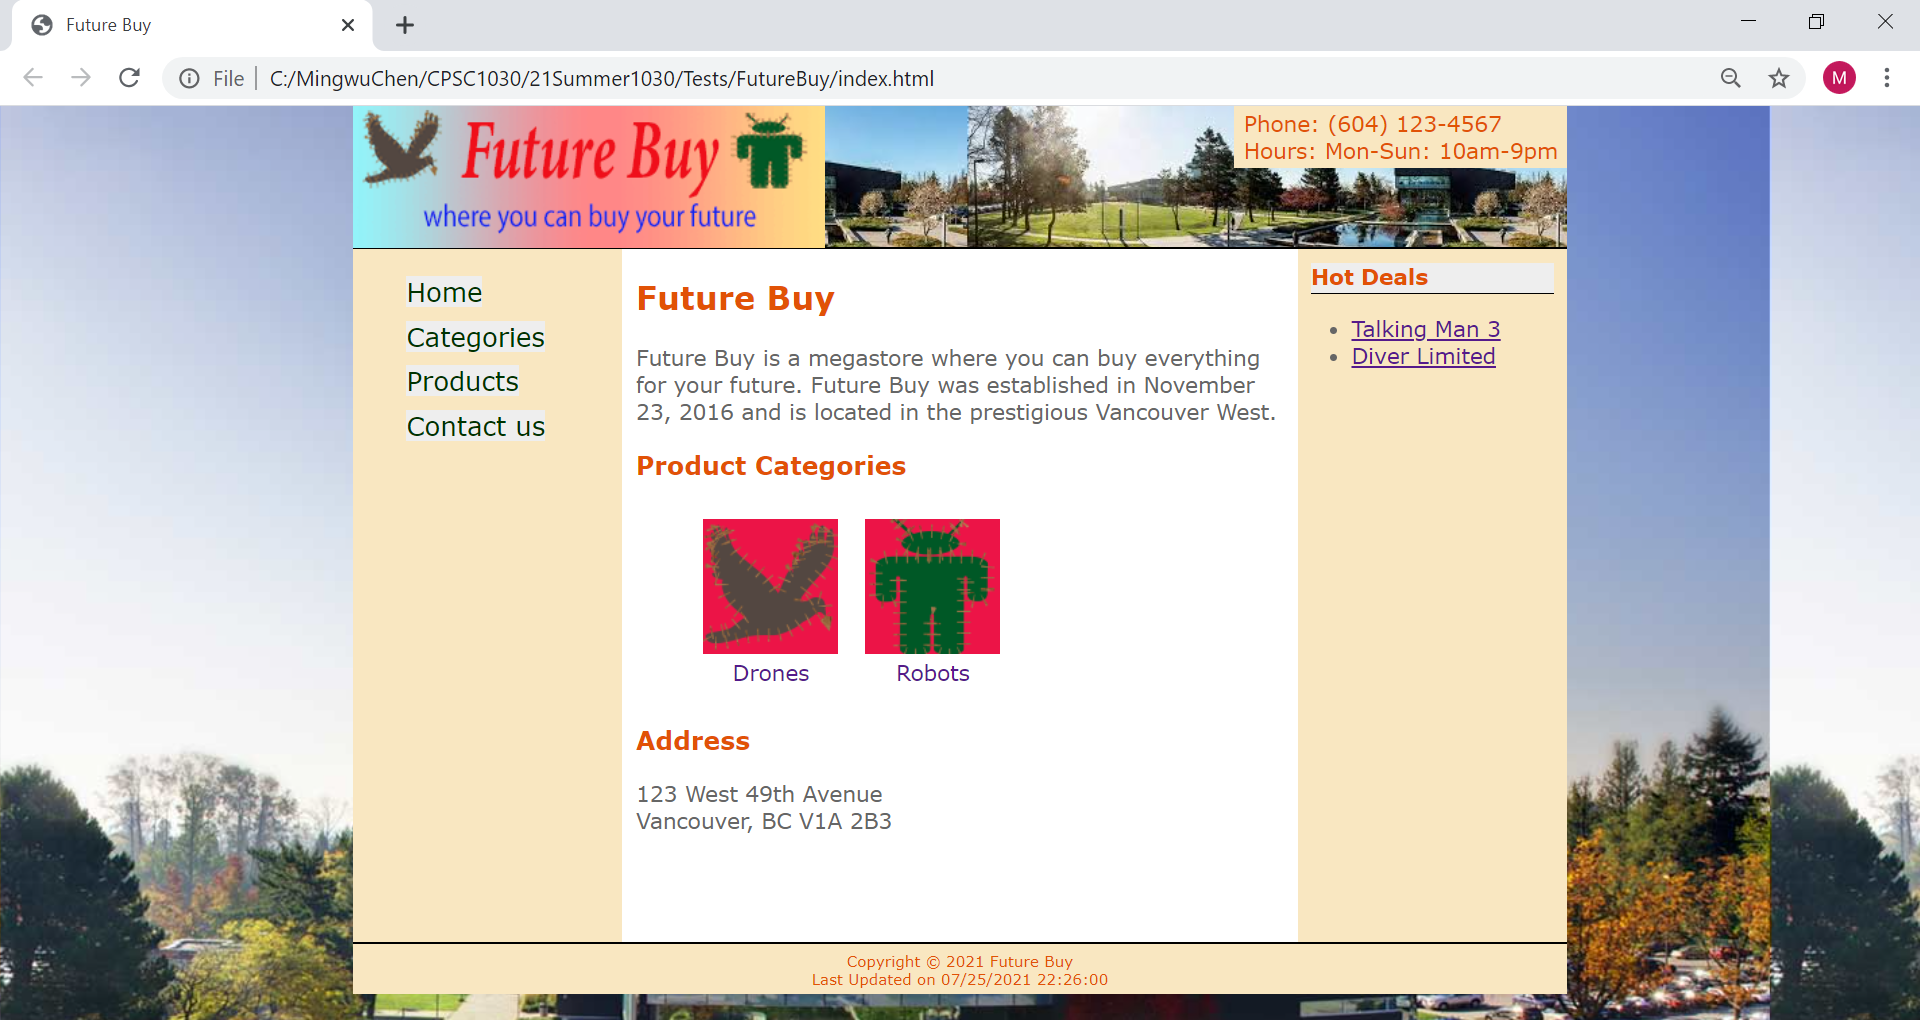 Future Buy
File
C:/MingwuChen/CPSC1030/21Summer1030/Tests/FutureBuy/index.html
M
Future Buy
where you can buy your future
Phone: (604) 123-4567
Hours: Mon-Sun: 10am-9pm
Home
Categories
Products
Contact us
Future Buy
Future Buy is a megastore where you can buy everything
for your future. Future Buy was established in November
23, 2016 and is located in the prestigious Vancouver West.
Product Categories
Drones
Robots
Address
123 West 49th Avenue
Vancouver, BC V1A 2B3
Hot Deals
Talking Man 3
Diver Limited
Copyright © 2021 Future Buy
Last Updated on 07/25/2021 22:26:00